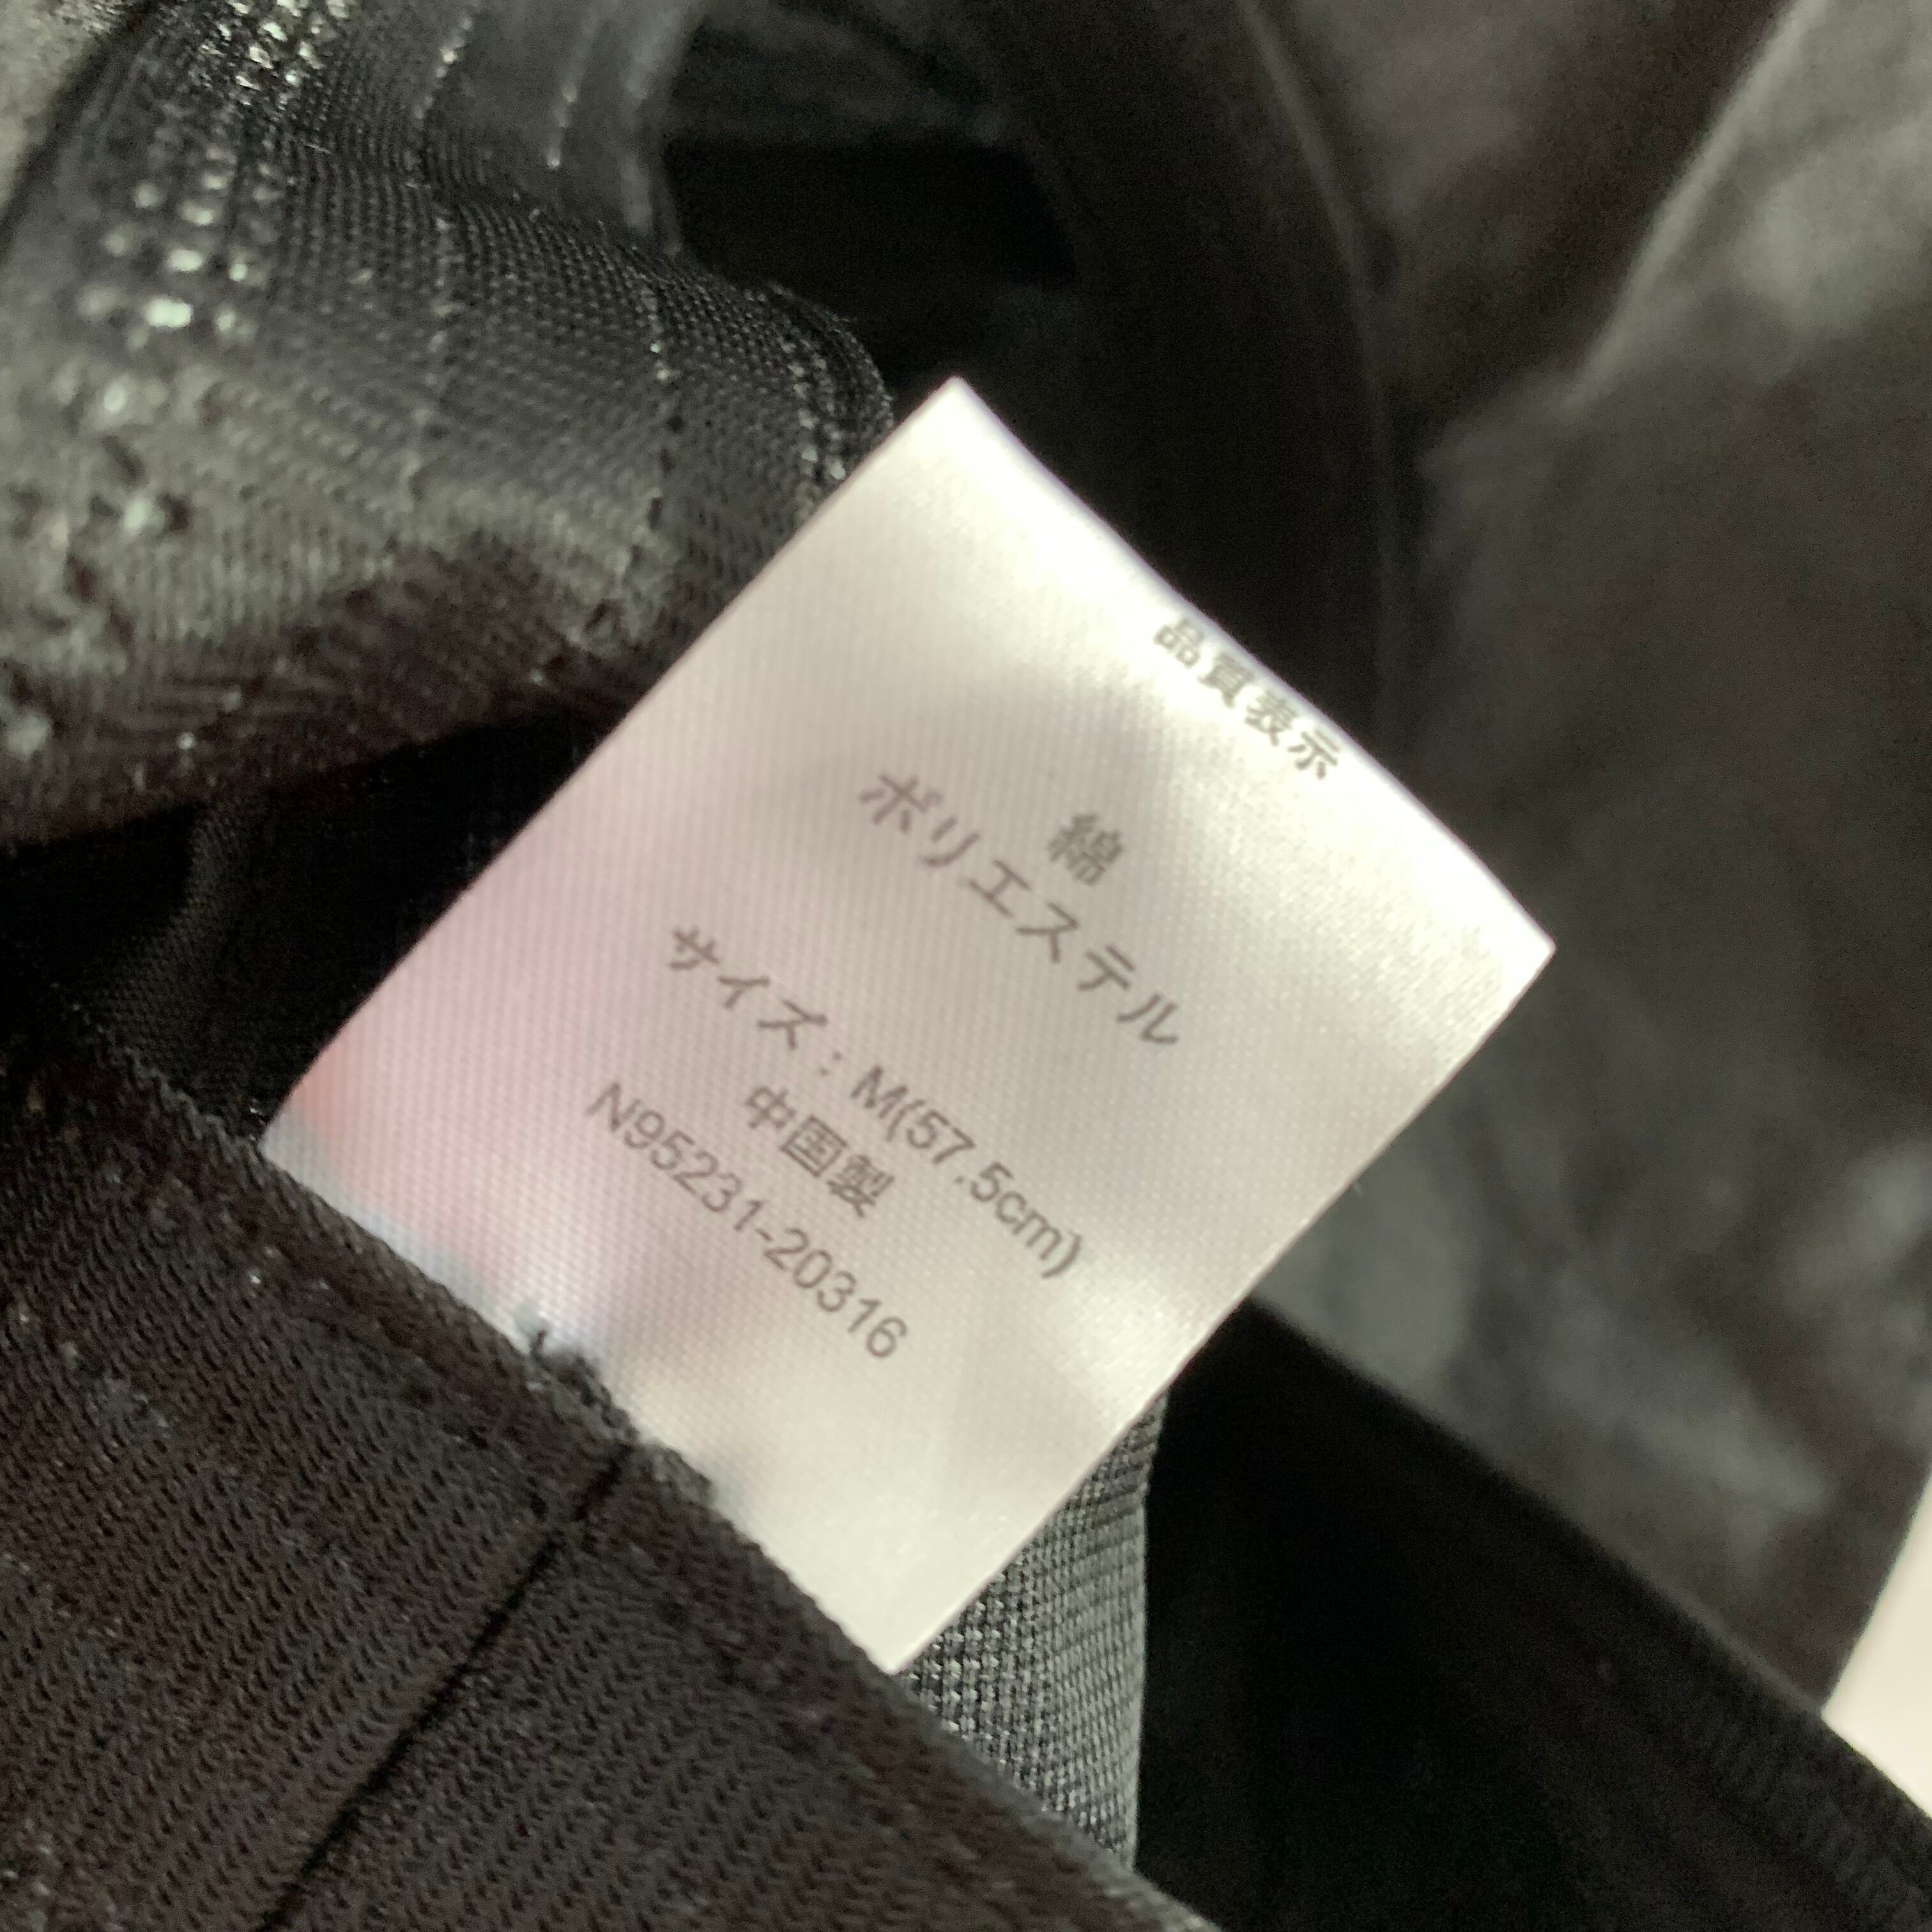 品質表示
綿
ポリエステル
サイズ：M(57.5cm)
中国製
N95231-20316